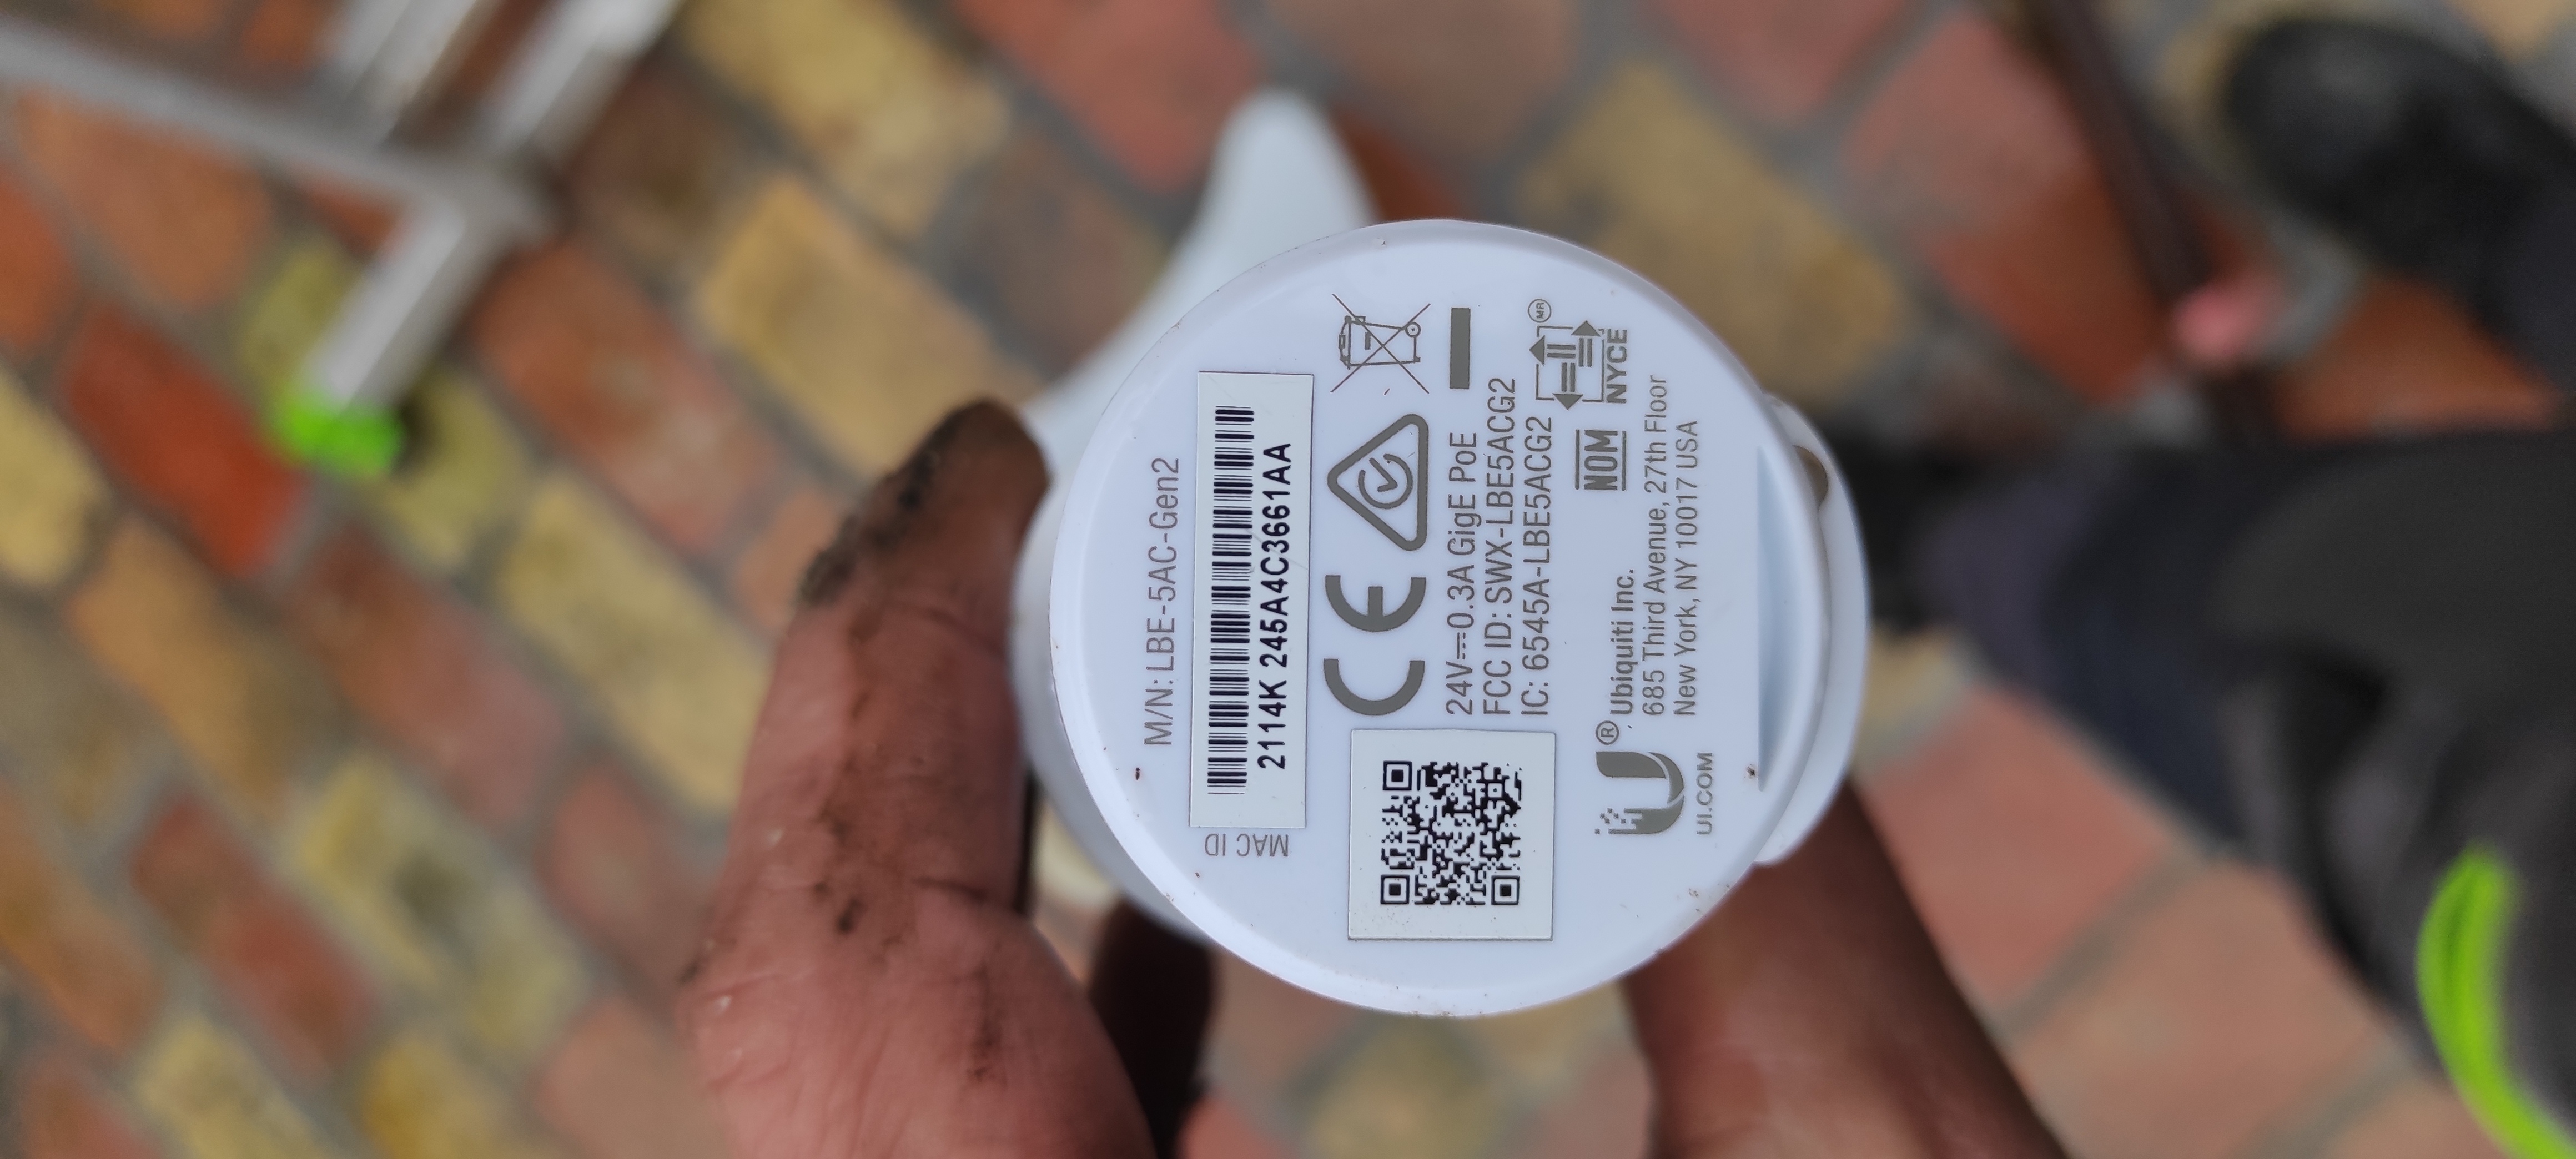 M/N: LBE-5AC-Gen2
MAC ID
2114K 245A4C3661AA
24V⎓0.3A GigE PoE
FCC ID: SWX-LBE5ACG2
IC: 6545A-LBE5ACG2
NOM
NYCE
MR
Ubiquiti Inc.
685 Third Avenue, 27th Floor
New York, NY 10017 USA
UI.COM